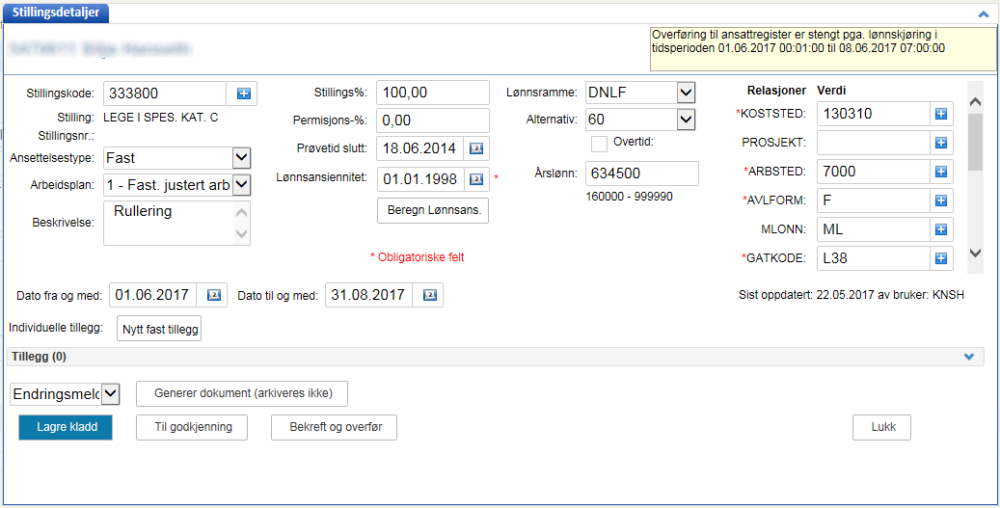 Stillingsdetaljer
Overføring til ansattregister er stengt pga. lønnskjøring i
tidsperioden 01.06.2017 00:01:00 til 08.06.2017 07:00:00
Stillingskode: 333800
Stilling: LEGE I SPES. KAT. C
Stillingsnr.:
Ansettelsestype: Fast
Arbeidsplan: 1 - Fast. justert arb
Beskrivelse: Rullering
Stillings%: 100,00
Permisjons-%: 0,00
Prøvetid slutt: 18.06.2014
Lønnsansiennitet: 01.01.1998 *
Beregn Lønnsans.
* Obligatoriske felt
Lønnsramme: DNLF
Alternativ: 60
Overtid:
Årslønn: 634500
160000 - 999990
Relasjoner Verdi
*KOSTSTED: 130310
PROSJEKT:
*ARBSTED: 7000
*AVLFORM: F
MLONN: ML
*GATKODE: L38
Dato fra og med: 01.06.2017 Dato til og med: 31.08.2017
Sist oppdatert: 22.05.2017 av bruker: KNSH
Individuelle tillegg: Nytt fast tillegg
Tillegg (0)
Endringsmeld Generer dokument (arkiveres ikke)
Lagre kladd Til godkjenning Bekreft og overfør Lukk